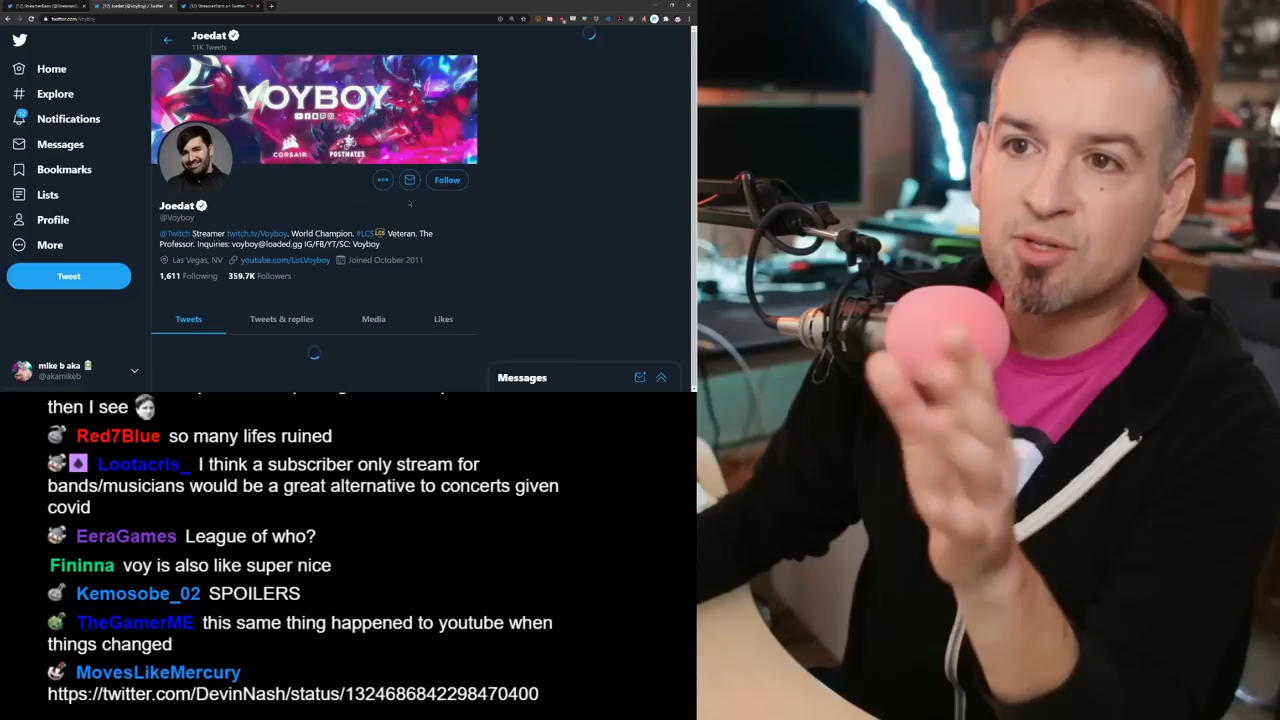 twitter.com/Voyboy
Joedat
11K Tweets
Home
Explore
Notifications
Messages
Bookmarks
Lists
Profile
More
Tweet
mike b aka
@akamikeb
VOYBOY
CORSAIR
POSTMATES
Follow
Joedat
@Voyboy
@Twitch Streamer twitch.tv/Voyboy. World Champion. #LCS Veteran. The
Professor. Inquiries: voyboy@loaded.gg IG/FB/YT/SC: Voyboy
Las Vegas, NV youtube.com/LoLVoyboy Joined October 2011
1,611 Following 359.7K Followers
Tweets Tweets & replies Media Likes
Messages
then I see
Red7Blue so many lifes ruined
Lootacris_ I think a subscriber only stream for
bands/musicians would be a great alternative to concerts given
covid
EeraGames League of who?
Fininna voy is also like super nice
Kemosobe_02 SPOILERS
TheGamerME this same thing happened to youtube when
things changed
MovesLikeMercury
https://twitter.com/DevinNash/status/1324686842298470400